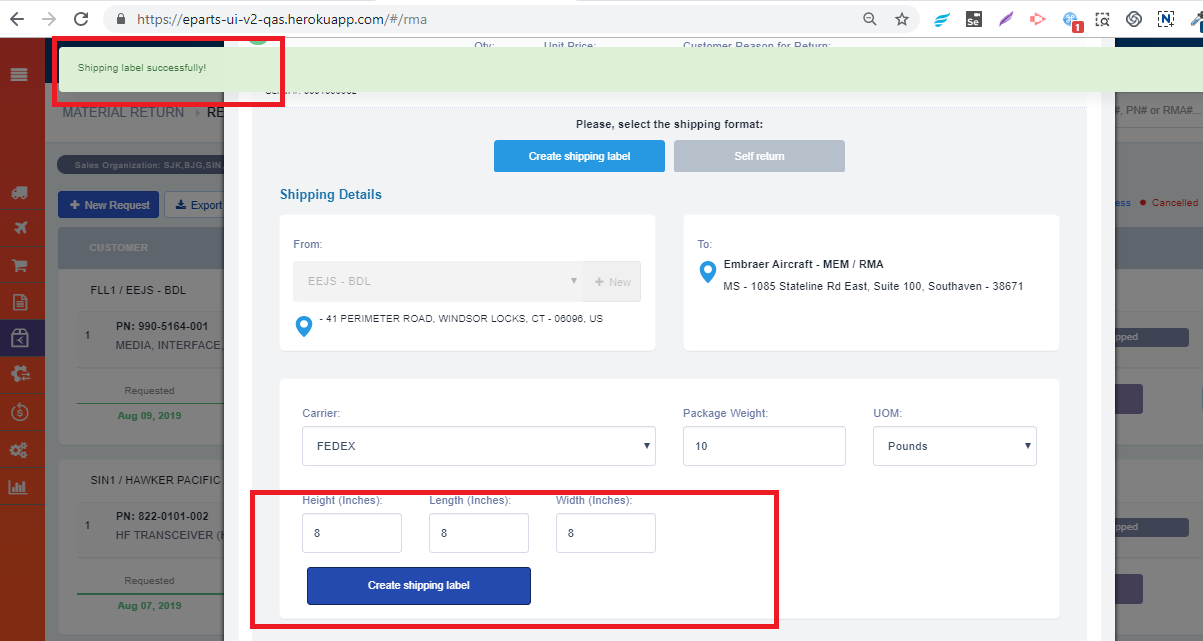 https://eparts-ui-v2-qas.herokuapp.com/#/rma
Se
1
N
Qty: Unit Price: Customer Reason for Return:
Shipping label successfully!
MATERIAL RETURN > RE
#, PN# or RMA#...
Please, select the shipping format:
Create shipping label Self return
Sales Organization: SJK,BJG,SIN,
Shipping Details
+ New Request Export
ess Cancelled
CUSTOMER
From:
To:
EEJS - BDL + New
Embraer Aircraft - MEM / RMA
MS - 1085 Stateline Rd East, Suite 100, Southaven - 38671
FLL1 / EEJS - BDL
- 41 PERIMETER ROAD, WINDSOR LOCKS, CT - 06096, US
1 PN: 990-5164-001
MEDIA, INTERFACE,
pped
Requested
Aug 09, 2019
Carrier: Package Weight: UOM:
FEDEX 10 Pounds
SIN1 / HAWKER PACIFIC
Height (Inches): Length (Inches): Width (Inches):
8 8 8
1 PN: 822-0101-002
HF TRANSCEIVER (H
pped
Requested
Aug 07, 2019
Create shipping label